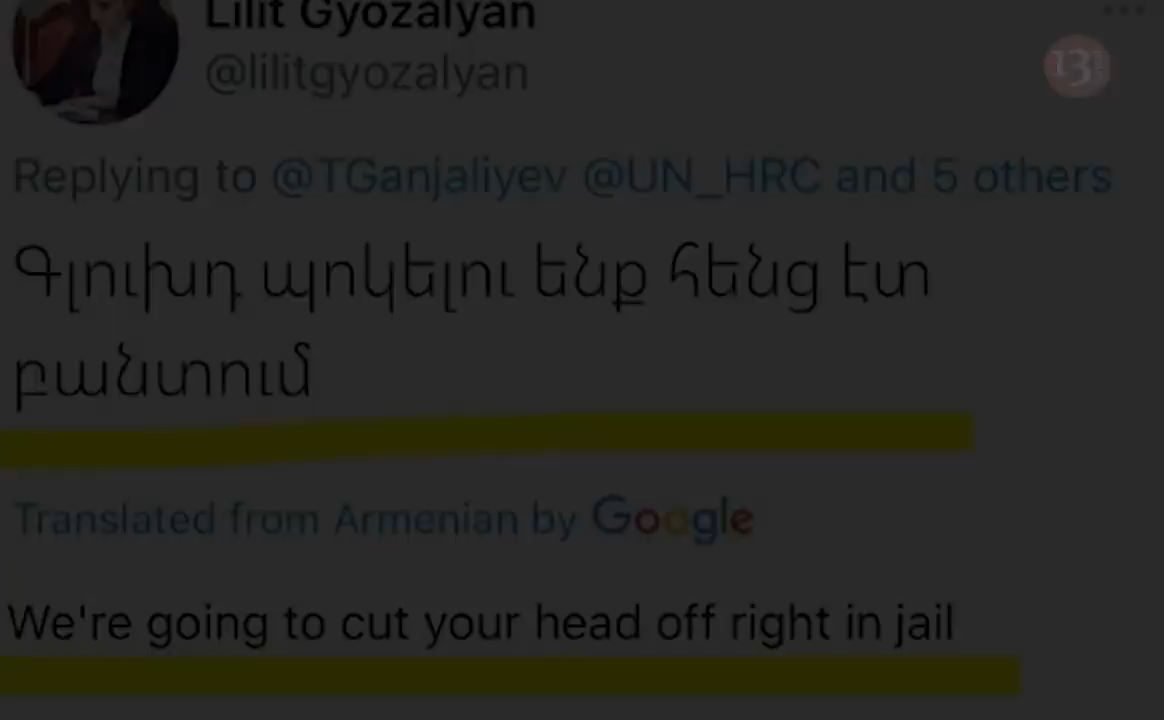 Lilit Gyozalyan
@lilitgyozalyan
131
Replying to @TGanjaliyev @UN_HRC and 5 others
Գլուխդ պոկելու ենք հենց էտ
բանտում
Translated from Armenian by Google
We're going to cut your head off right in jail